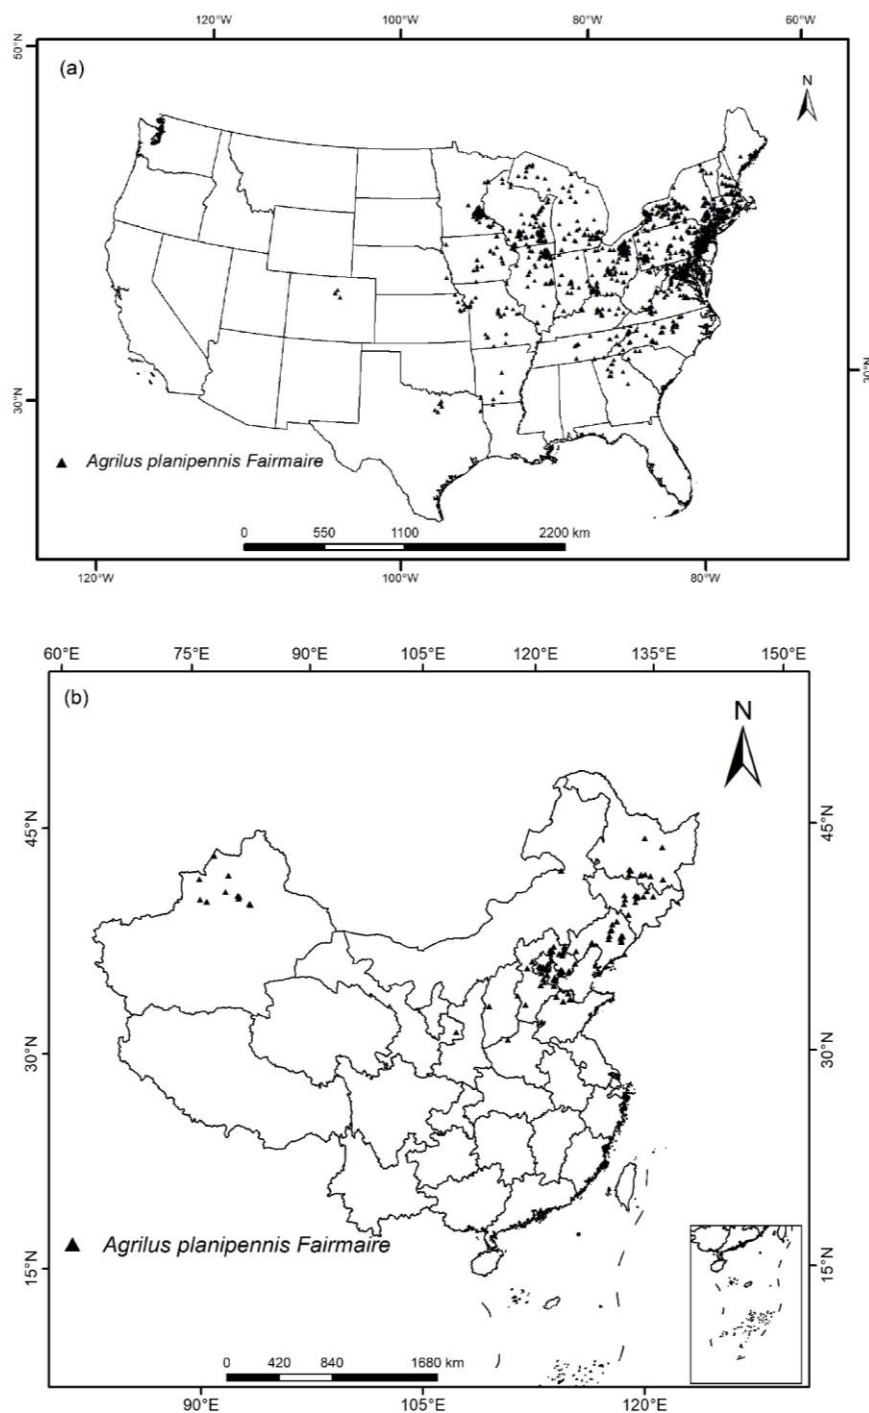 120°W 100°W 80°W 60°W
50°N
(a)
N
30°N
30°N
Agrilus planipennis Fairmaire
0 550 1100 2200 km
120°W 100°W 80°W
60°E 75°E 90°E 105°E 120°E 135°E 150°E
(b)
N
45°N
45°N
30°N
30°N
Agrilus planipennis Fairmaire
15°N
15°N
0 420 840 1680 km
90°E 105°E 120°E